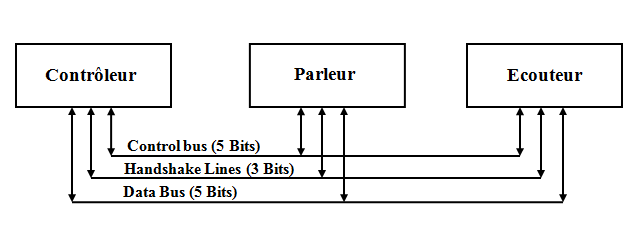 Contrôleur
Parleur
Ecouteur
Control bus (5 Bits)
Handshake Lines (3 Bits)
Data Bus (5 Bits)